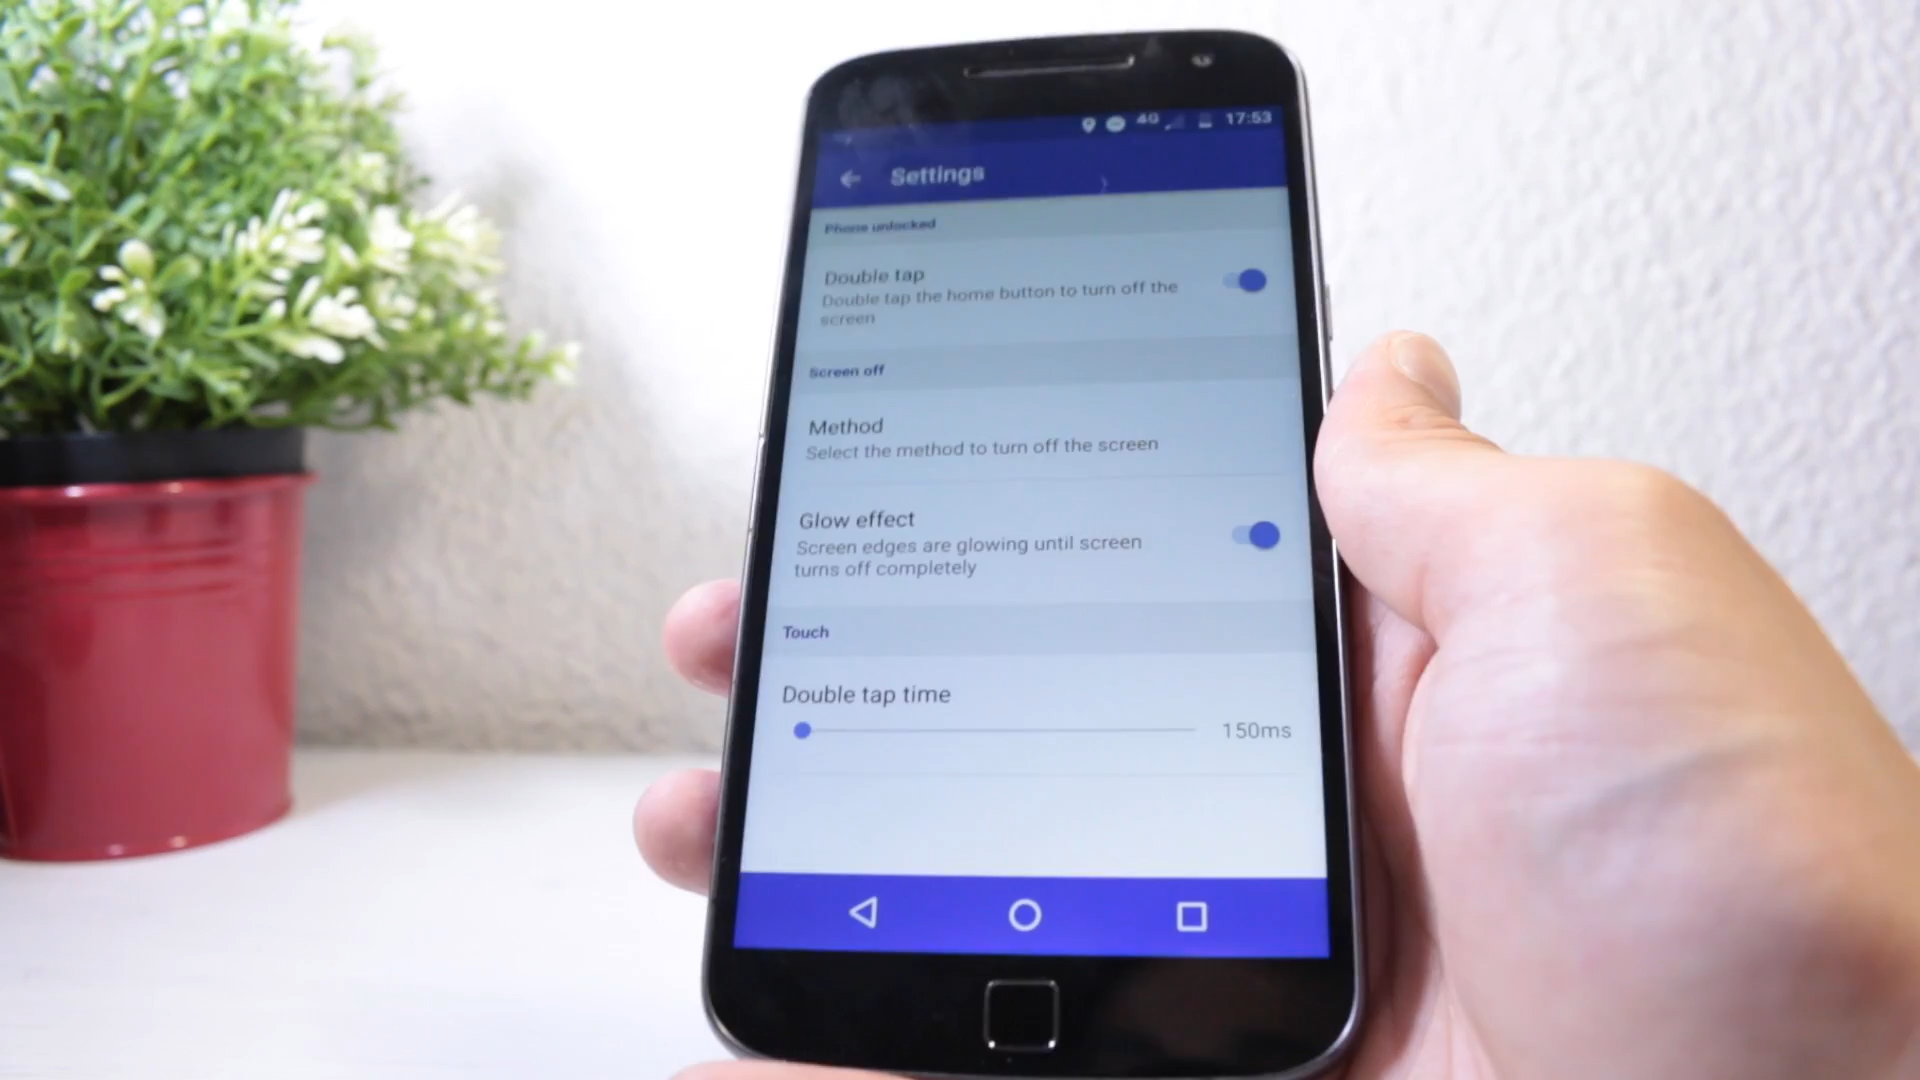 4G 17:53
Settings
Phone unlocked
Double tap
Double tap the home button to turn off the
screen
Screen off
Method
Select the method to turn off the screen
Glow effect
Screen edges are glowing until screen
turns off completely
Touch
Double tap time
150ms